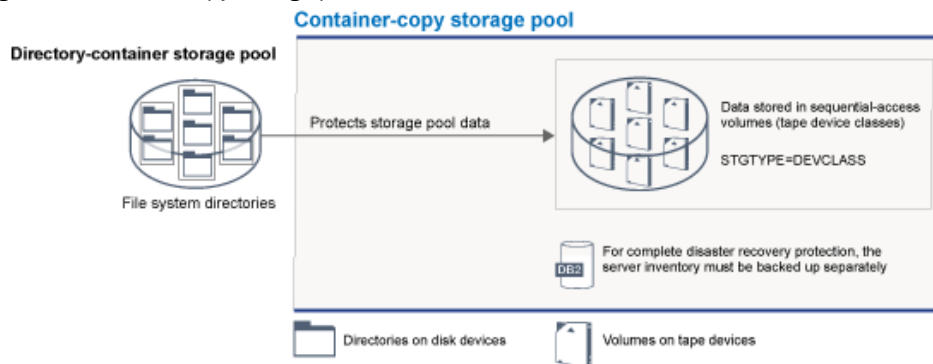 Container-copy storage pool
Directory-container storage pool
Protects storage pool data
Data stored in sequential-access
volumes (tape device classes)
STGTYPE=DEVCLASS
File system directories
DB2
For complete disaster recovery protection, the
server inventory must be backed up separately
Directories on disk devices
Volumes on tape devices